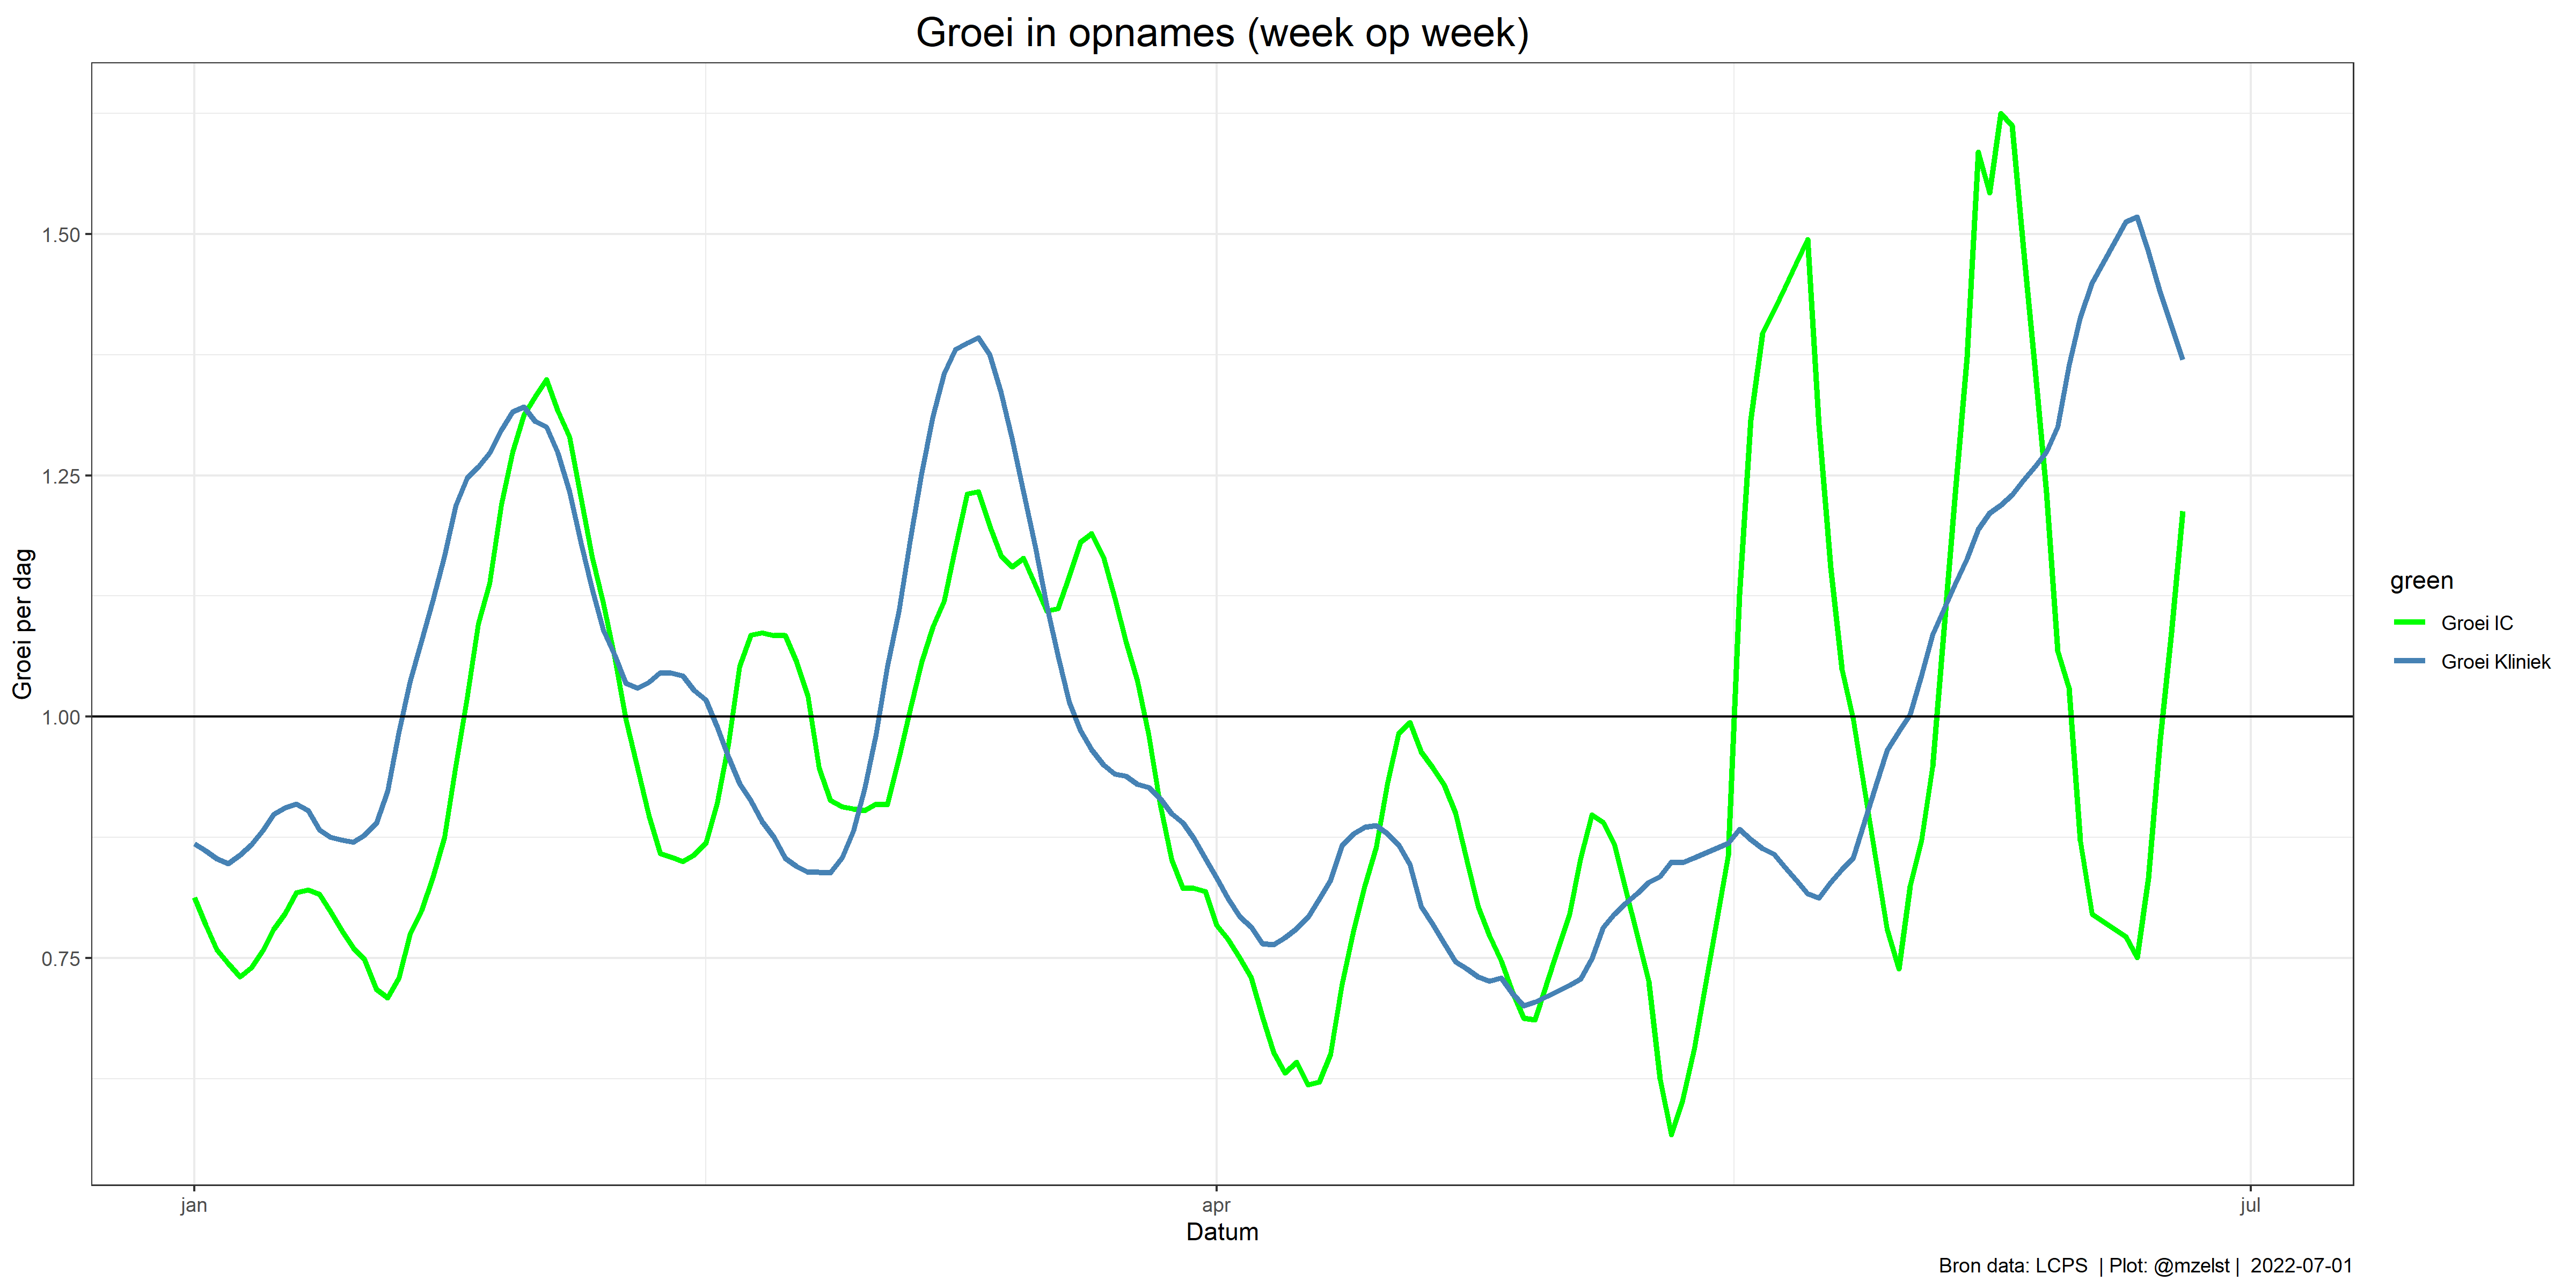 Groei in opnames (week op week)
Groei per dag
1.50
1.25
1.00
0.75
jan
apr
jul
Datum
green
Groei IC
Groei Kliniek
Bron data: LCPS | Plot: @mzelst | 2022-07-01